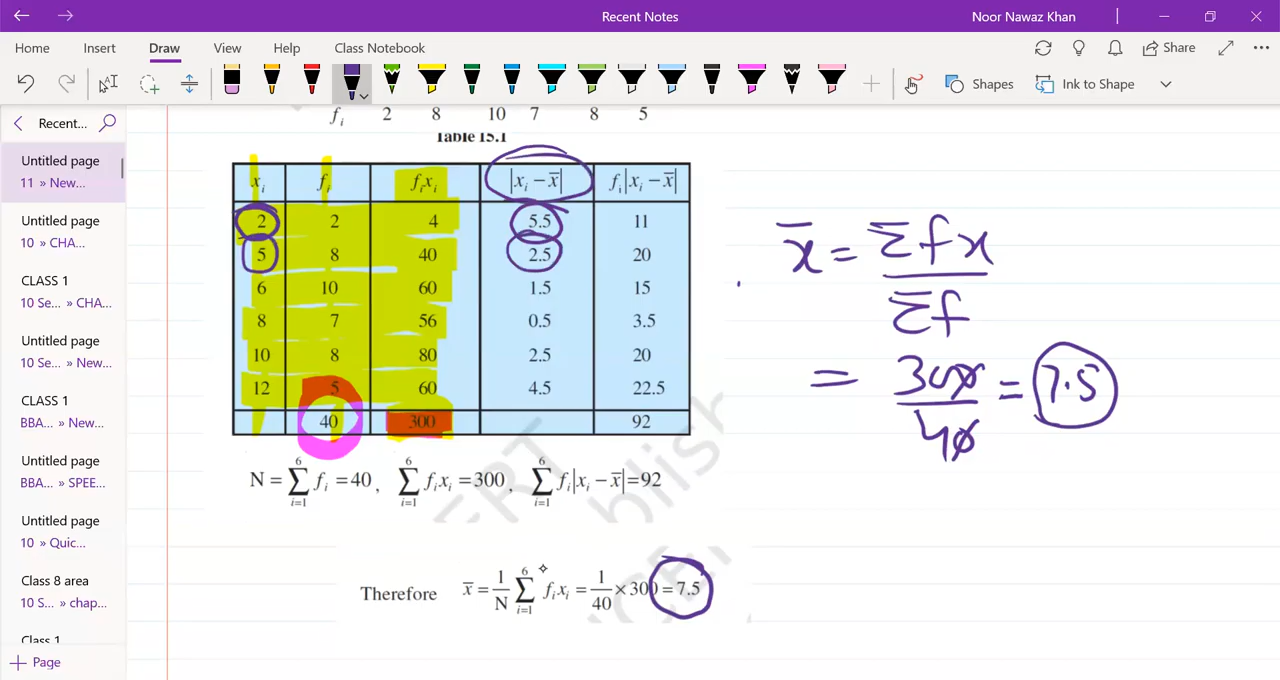 Recent Notes
Noor Nawaz Khan
Home Insert Draw View Help Class Notebook
Share
Shapes
Ink to Shape
Recent...
Untitled page
11 » New...
Untitled page
10 » CHA...
CLASS 1
10 Se... » CHA...
Untitled page
10 Se... » New...
CLASS 1
BBA... » New...
Untitled page
BBA... » SPEE...
Untitled page
10 » Quic...
Class 8 area
10 S... » chap...
Class 1
+ Page
fᵢ 2 8 10 7 8 5
Table 15.1
xᵢ fᵢ fᵢxᵢ |xᵢ − x̄| fᵢ|xᵢ − x̄|
2 2 4 5.5 11
5 8 40 2.5 20
6 10 60 1.5 15
8 7 56 0.5 3.5
10 8 80 2.5 20
12 5 60 4.5 22.5
40 300 92
N = ∑ᵢ₌₁⁶ fᵢ = 40, ∑ᵢ₌₁⁶ fᵢxᵢ = 300, ∑ᵢ₌₁⁶ fᵢ|xᵢ − x̄| = 92
Therefore x̄ = 1/N ∑ᵢ₌₁⁶ fᵢxᵢ = 1/40 × 300 = 7.5
x̄ = Σfx / Σf
= 300 / 40 = 7.5